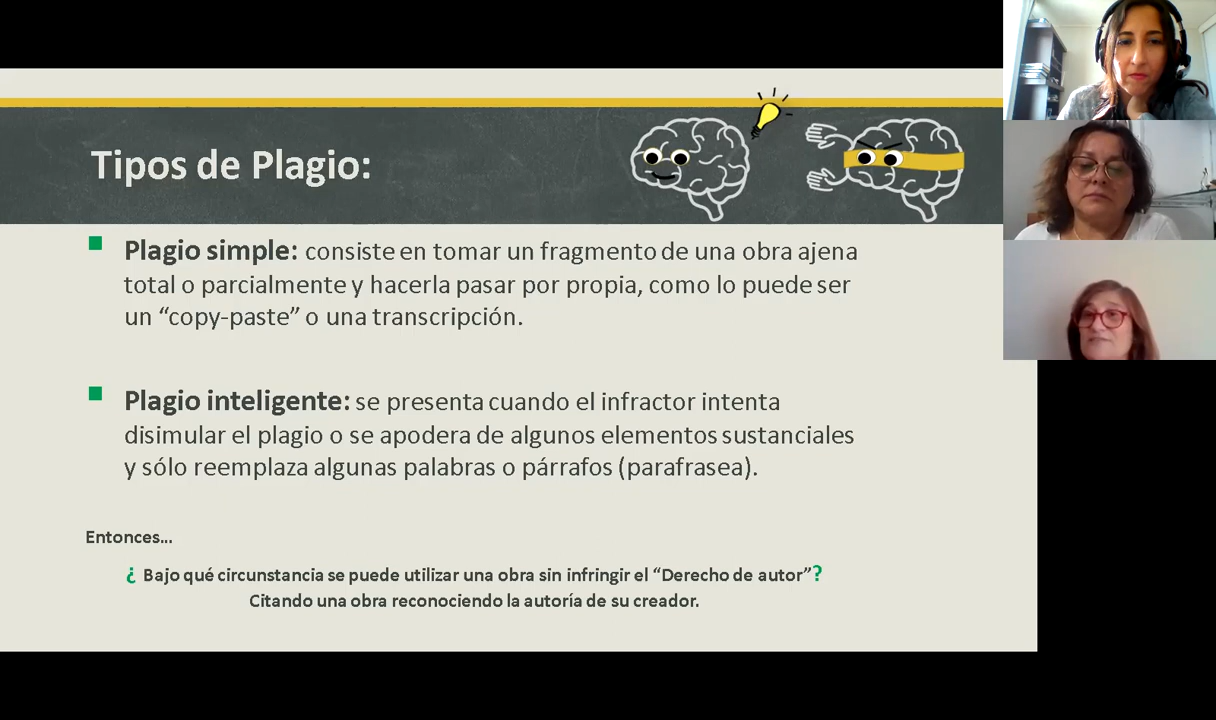 Tipos de Plagio:
Plagio simple: consiste en tomar un fragmento de una obra ajena
total o parcialmente y hacerla pasar por propia, como lo puede ser
un “copy-paste” o una transcripción.
Plagio inteligente: se presenta cuando el infractor intenta
disimular el plagio o se apodera de algunos elementos sustanciales
y sólo reemplaza algunas palabras o párrafos (parafrasea).
Entonces...
¿ Bajo qué circunstancia se puede utilizar una obra sin infringir el “Derecho de autor”?
Citando una obra reconociendo la autoría de su creador.